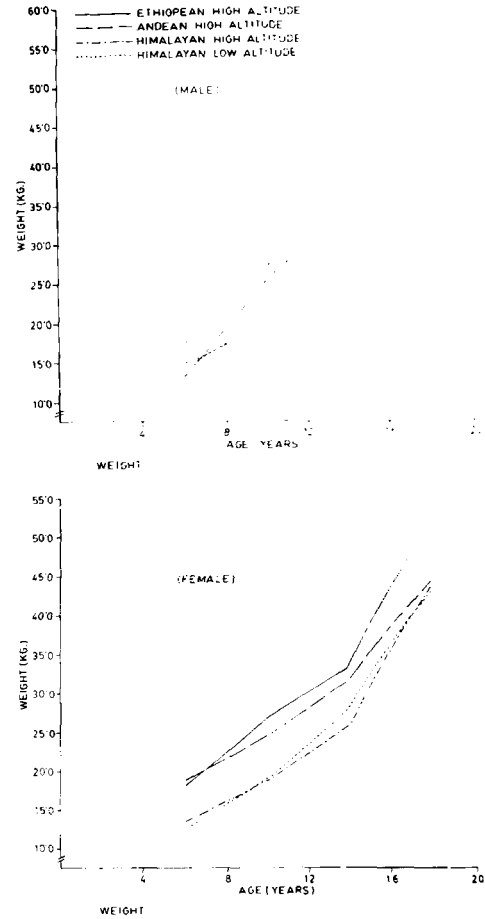 ETHIOPEAN HIGH ALTITUDE
ANDEAN HIGH ALTITUDE
HIMALAYAN HIGH ALTITUDE
HIMALAYAN LOW ALTITUDE
(MALE)
60'0
55'0
50'0
45'0
40'0
35'0
30'0
25'0
20'0
15'0
10'0
WEIGHT (KG.)
4 8 12
AGE YEARS
WEIGHT
(FEMALE)
55'0
50'0
45'0
40'0
35'0
30'0
25'0
20'0
15'0
10'0
WEIGHT (KG.)
4 8 12 16 20
AGE (YEARS)
WEIGHT